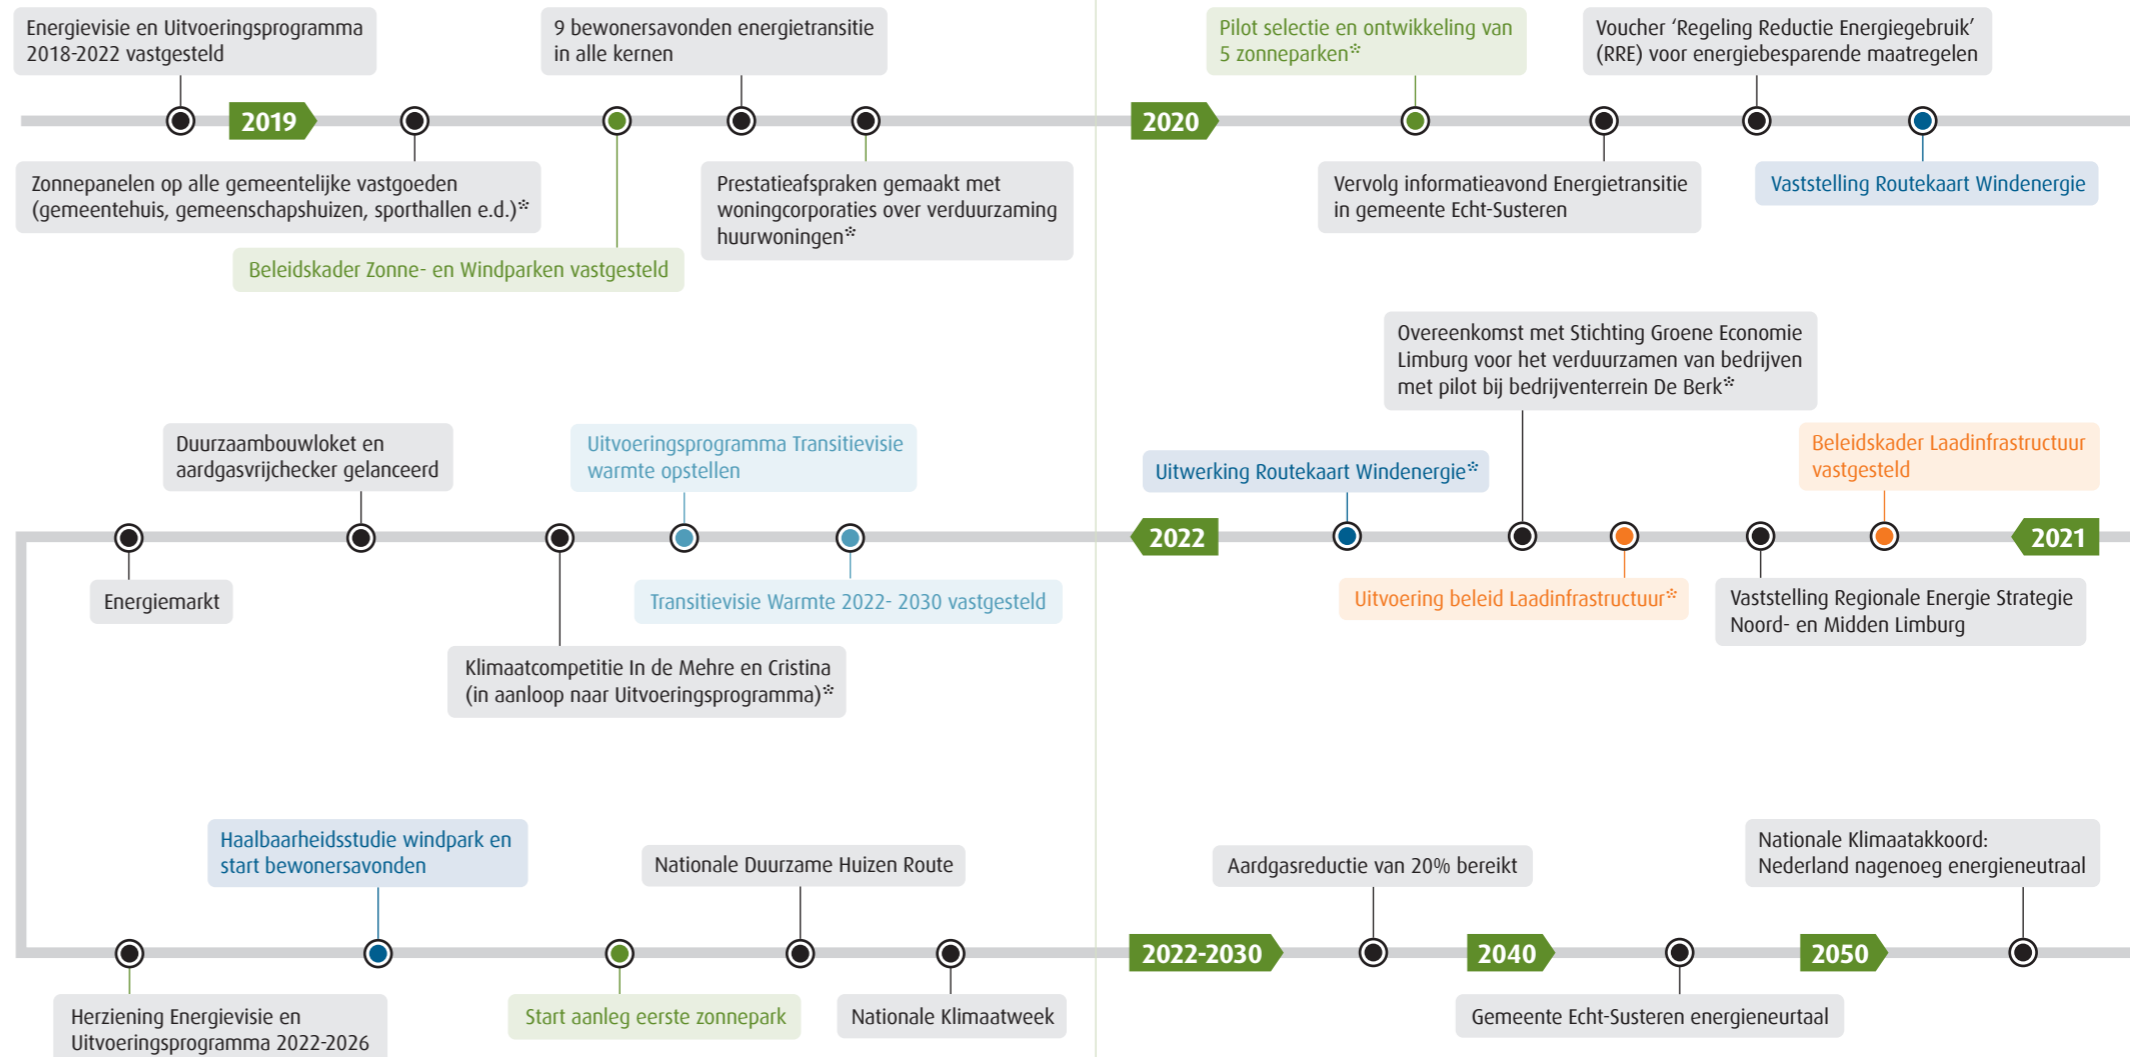 Energievisie en Uitvoeringsprogramma
2018-2022 vastgesteld
2019
Zonnepanelen op alle gemeentelijke vastgoeden
(gemeentehuis, gemeenschapshuizen, sporthallen e.d.)*
Beleidskader Zonne- en Windparken vastgesteld
9 bewonersavonden energietransitie
in alle kernen
Prestatieafspraken gemaakt met
woningcorporaties over verduurzaming
huurwoningen*
2020
Pilot selectie en ontwikkeling van
5 zonneparken*
Vervolg informatieavond Energietransitie
in gemeente Echt-Susteren
Voucher ‘Regeling Reductie Energiegebruik’
(RRE) voor energiebesparende maatregelen
Vaststelling Routekaart Windenergie
2021
Beleidskader Laadinfrastructuur
vastgesteld
Vaststelling Regionale Energie Strategie
Noord- en Midden Limburg
Uitvoering beleid Laadinfrastructuur*
Overeenkomst met Stichting Groene Economie
Limburg voor het verduurzamen van bedrijven
met pilot bij bedrijventerrein De Berk*
Uitwerking Routekaart Windenergie*
2022
Transitievisie Warmte 2022- 2030 vastgesteld
Uitvoeringsprogramma Transitievisie
warmte opstellen
Klimaatcompetitie In de Mehre en Cristina
(in aanloop naar Uitvoeringsprogramma)*
Duurzaambouwloket en
aardgasvrijchecker gelanceerd
Energiemarkt
Herziening Energievisie en
Uitvoeringsprogramma 2022-2026
Haalbaarheidsstudie windpark en
start bewonersavonden
Start aanleg eerste zonnepark
Nationale Duurzame Huizen Route
Nationale Klimaatweek
2022-2030
Aardgasreductie van 20% bereikt
2040
Gemeente Echt-Susteren energieneurtaal
2050
Nationale Klimaatakkoord:
Nederland nagenoeg energieneutraal